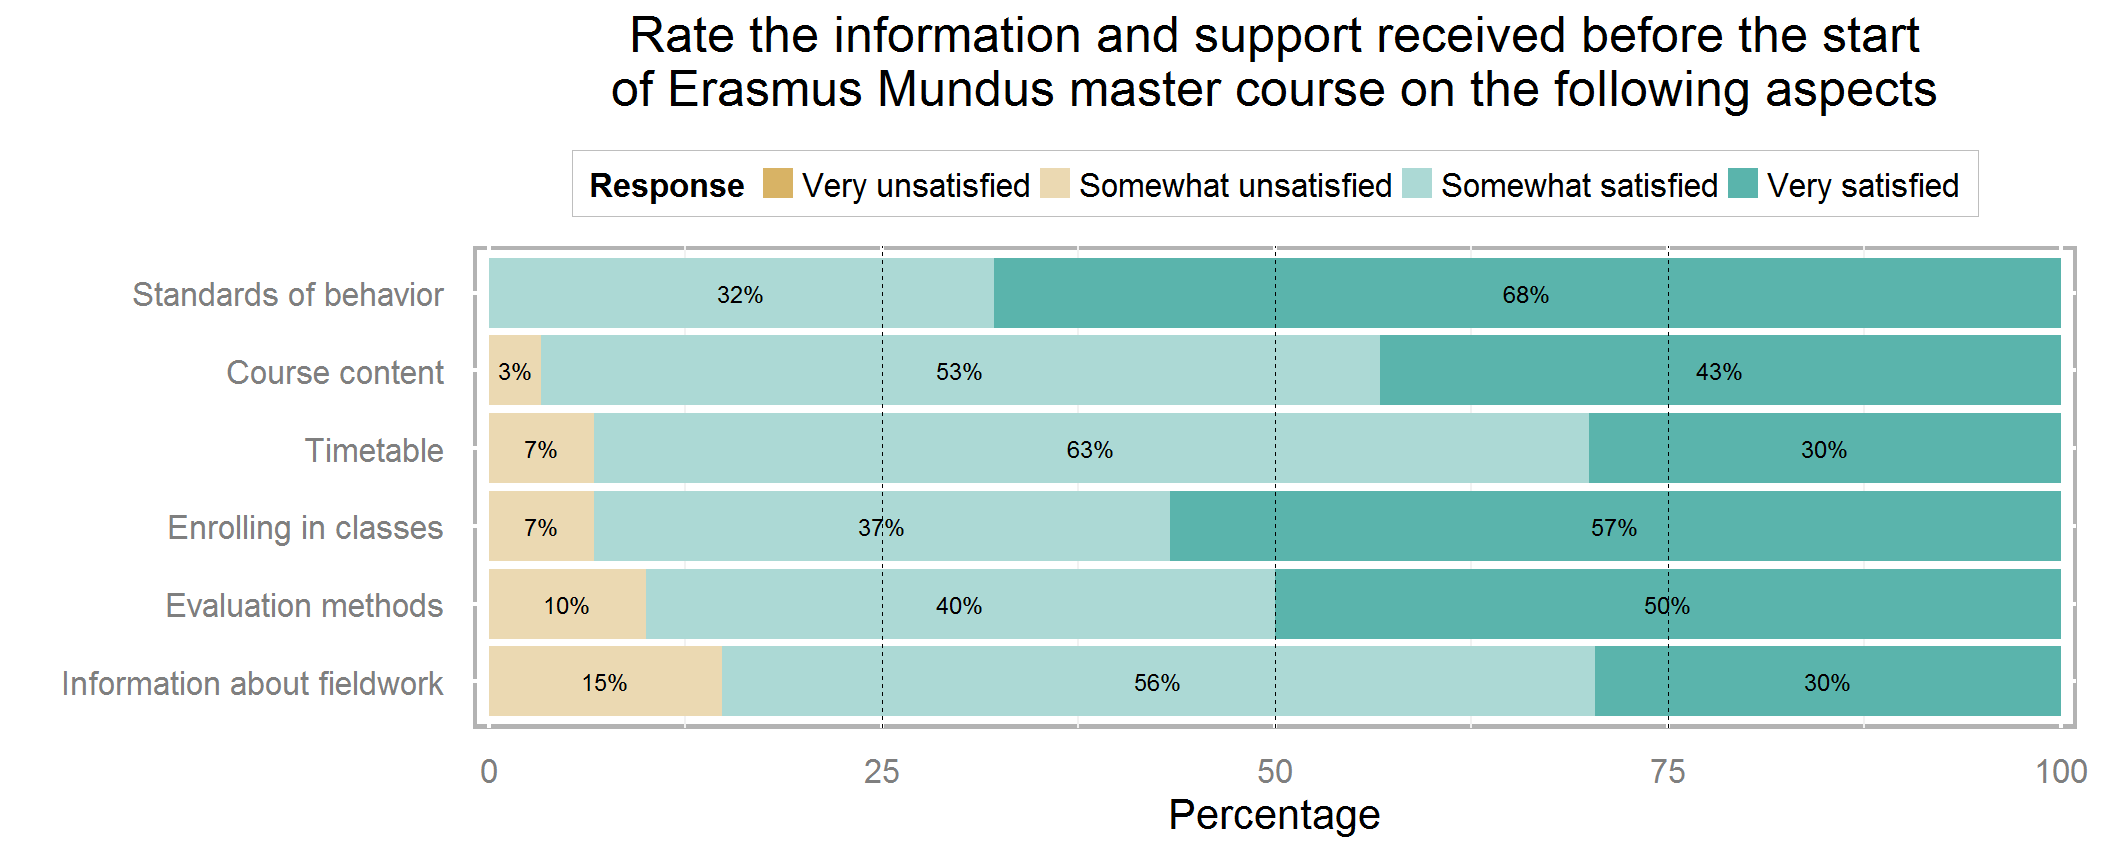 Rate the information and support received before the start
of Erasmus Mundus master course on the following aspects
Response Very unsatisfied Somewhat unsatisfied Somewhat satisfied Very satisfied
Standards of behavior 32% 68%
Course content 3% 53% 43%
Timetable 7% 63% 30%
Enrolling in classes 7% 37% 57%
Evaluation methods 10% 40% 50%
Information about fieldwork 15% 56% 30%
0 25 50 75 100
Percentage